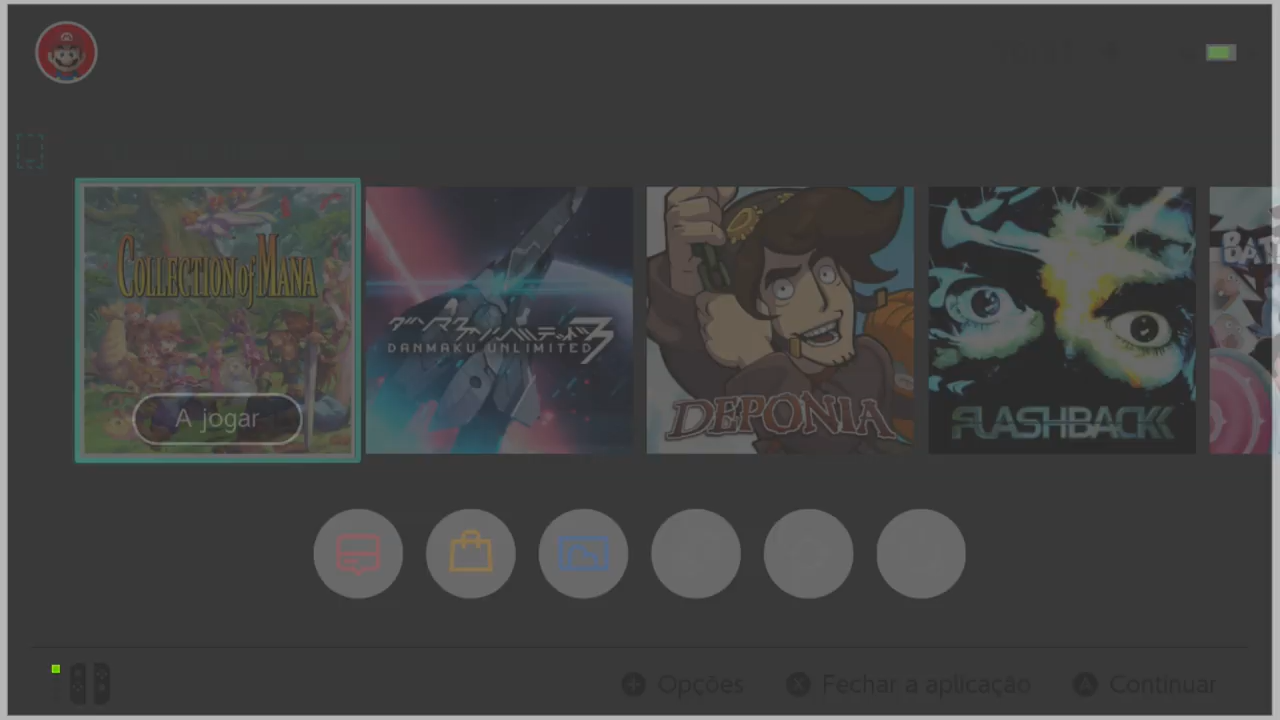 COLLECTION of MANA
A jogar
ダンマクアンリミテッド3
DANMAKU UNLIMITED
DEPONIA
FLASHBACK
BAT
Opções
Fechar a aplicação
Continuar